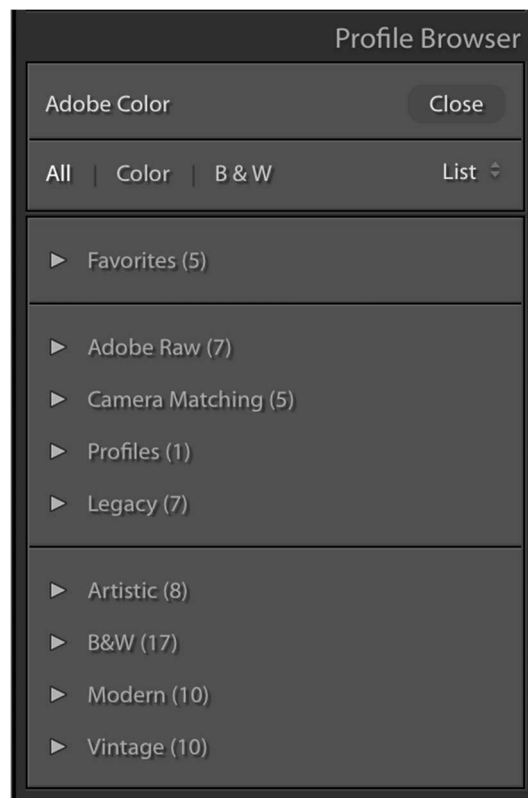 Profile Browser
Adobe Color Close
All | Color | B & W List
Favorites (5)
Adobe Raw (7)
Camera Matching (5)
Profiles (1)
Legacy (7)
Artistic (8)
B&W (17)
Modern (10)
Vintage (10)